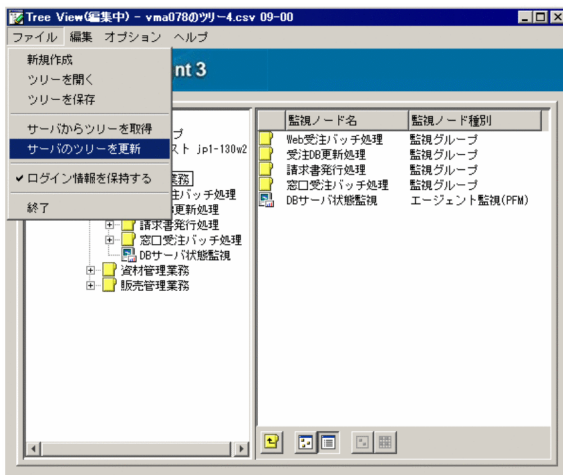 Tree View(編集中) - vma078のツリー4.csv 09-00
ファイル 編集 オプション ヘルプ
nt 3
新規作成
ツリーを開く
ツリーを保存
サーバからツリーを取得
サーバのツリーを更新
ログイン情報を保持する
終了
プ
スト jp1-130w2
業務
注バッチ処理
更新処理
請求書発行処理
窓口受注バッチ処理
DBサーバ状態監視
資材管理業務
販売管理業務
監視ノード名 監視ノード種別
Web受注バッチ処理 監視グループ
受注DB更新処理 監視グループ
請求書発行処理 監視グループ
窓口受注バッチ処理 監視グループ
DBサーバ状態監視 エージェント監視(PFM)